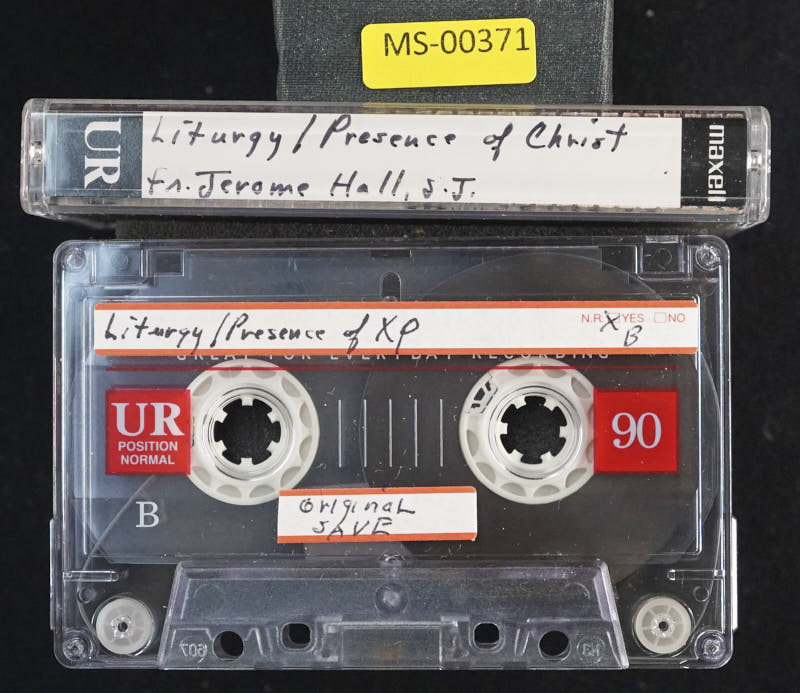 MS-00371
UR
Liturgy/Presence of Christ
Fr. Jerome Hall, S.J.
maxell
Liturgy/Presence of XP
N.R. YES NO
X B
GREAT FOR EVERYDAY RECORDING
UR
POSITION
NORMAL
90
B
Original
SAVE